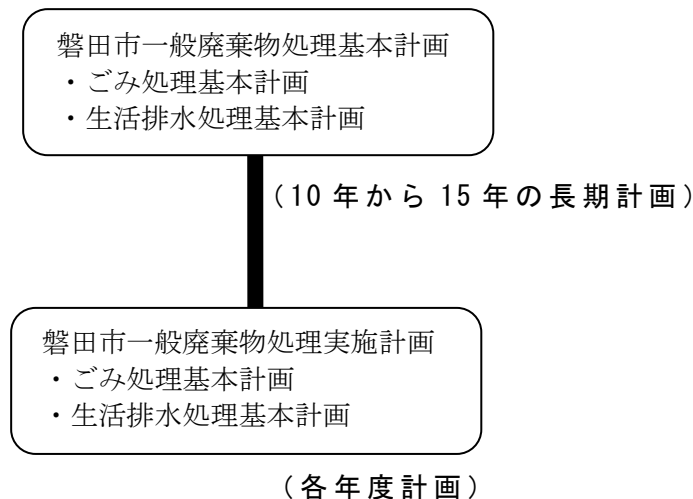 磐田市一般廃棄物処理基本計画
・ごみ処理基本計画
・生活排水処理基本計画
（10年から15年の長期計画）
磐田市一般廃棄物処理実施計画
・ごみ処理基本計画
・生活排水処理基本計画
（各年度計画）